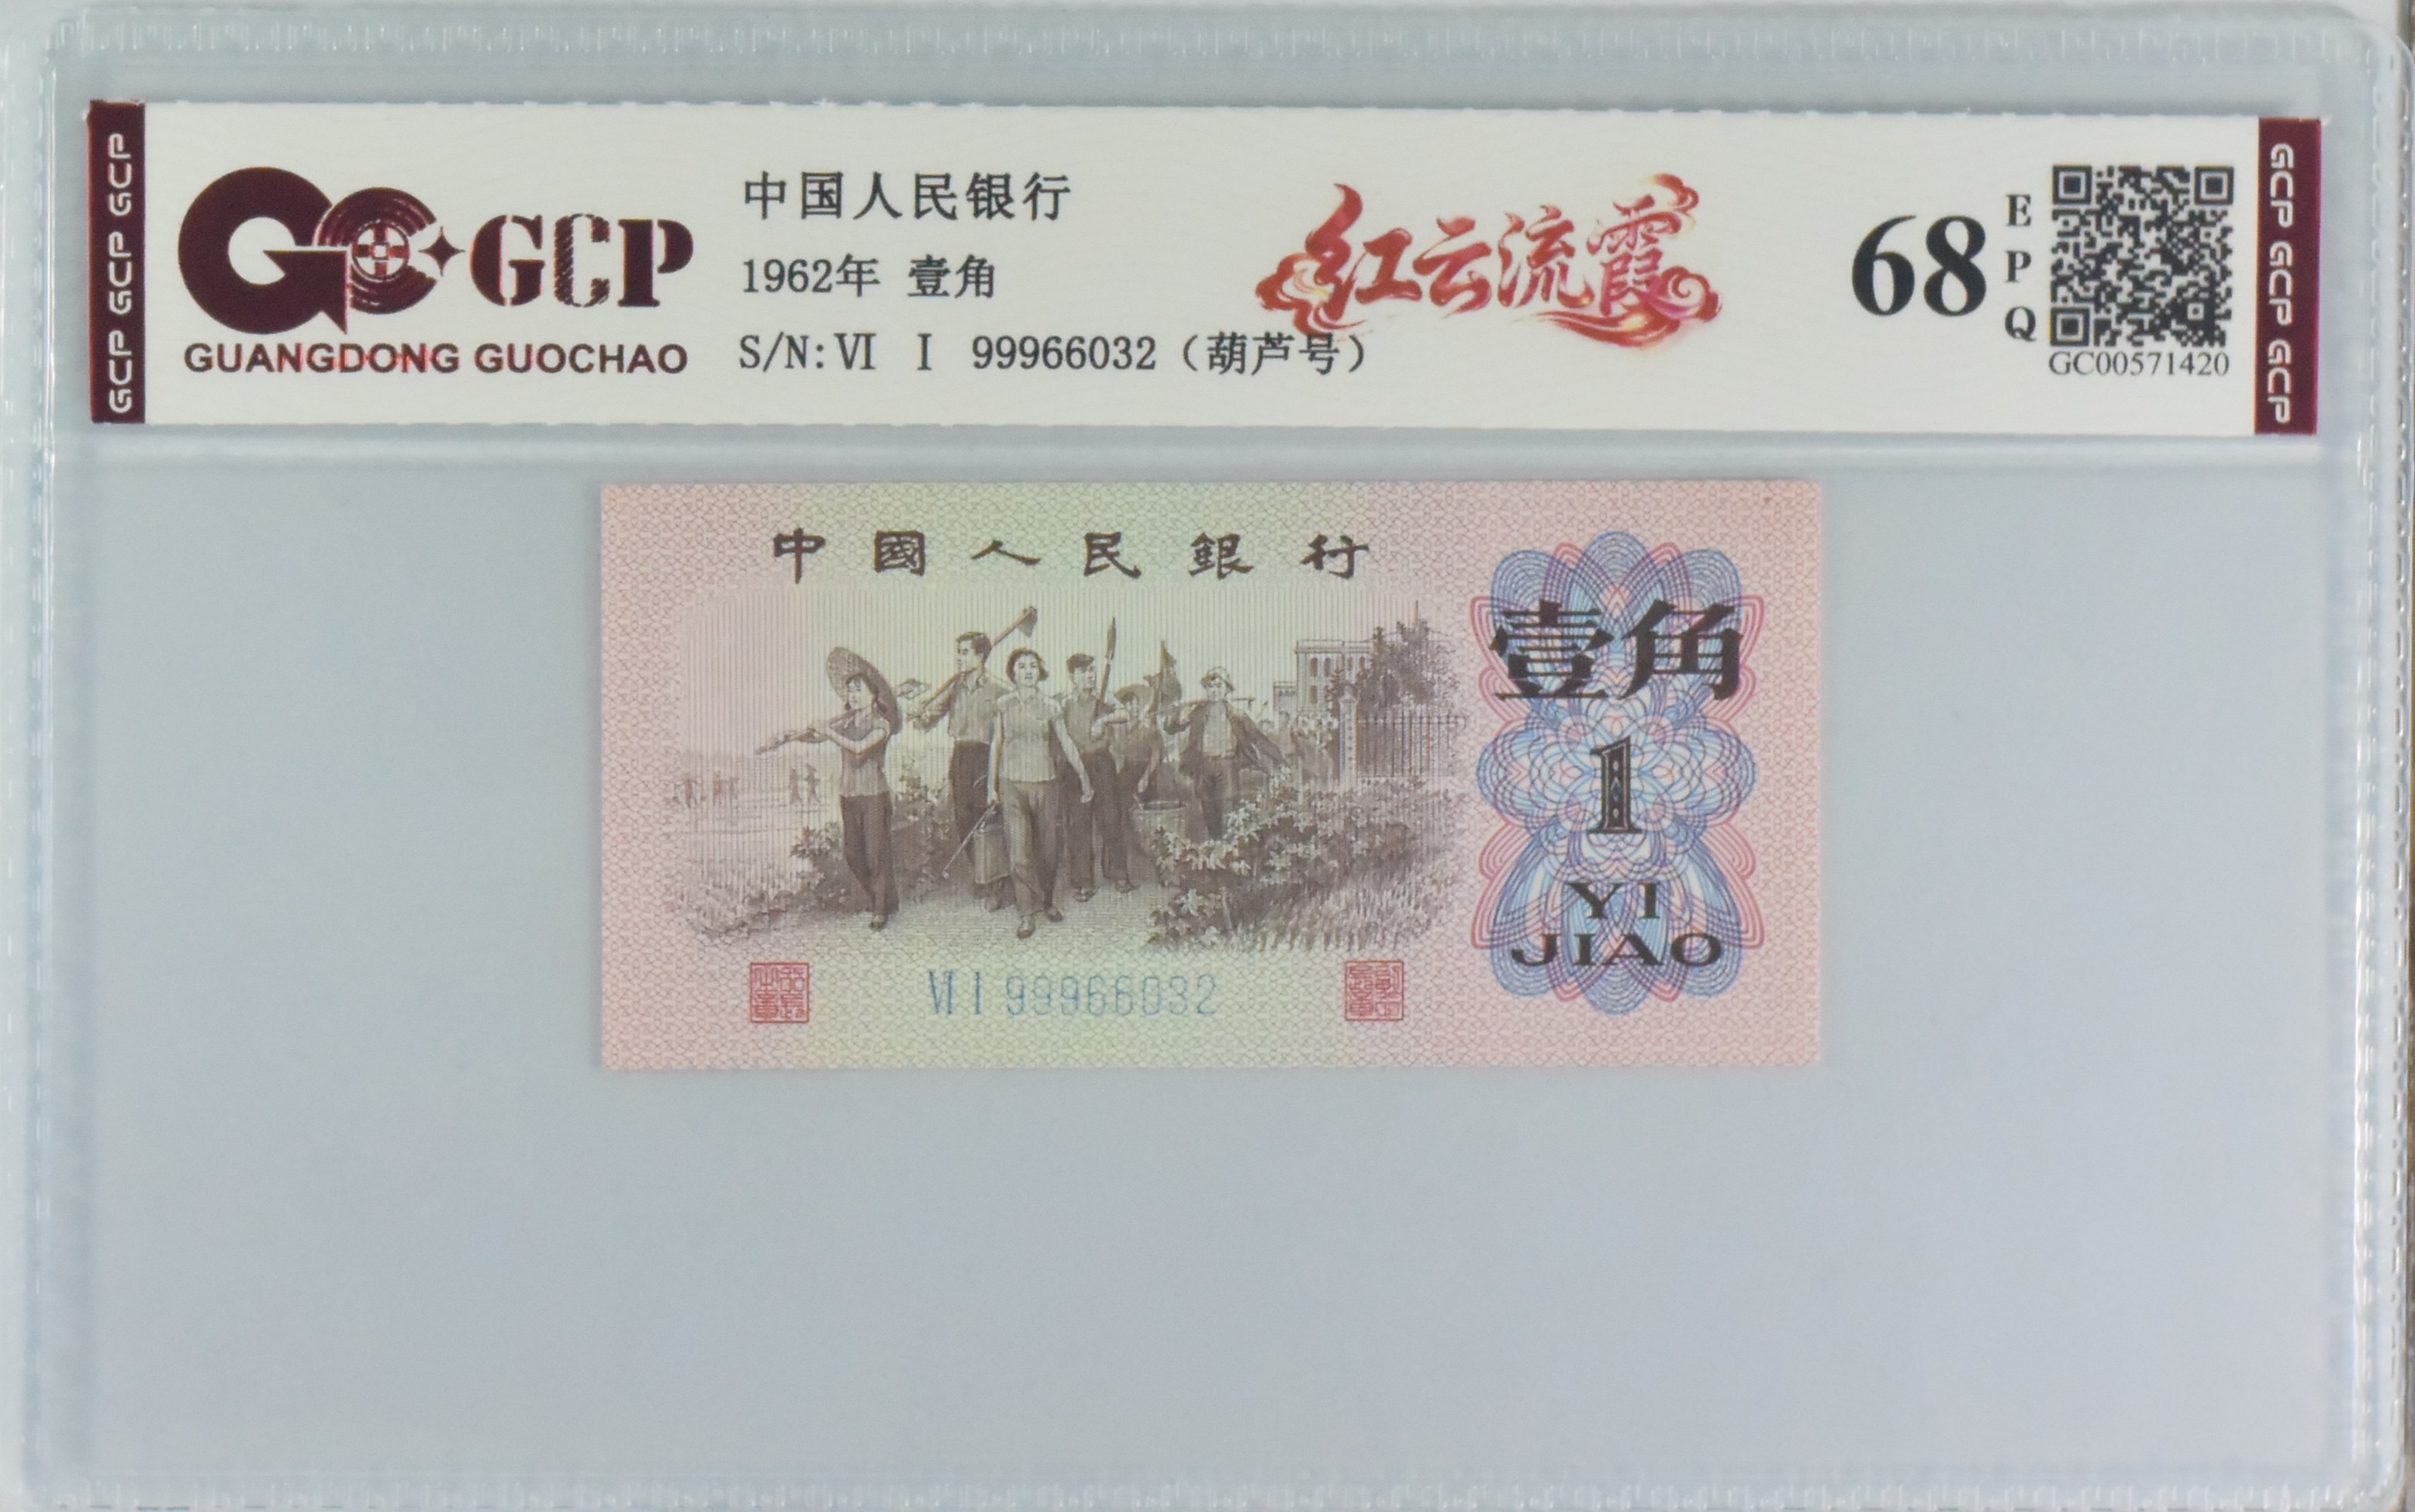 GCP GCP GCP
GCP
GUANGDONG GUOCHAO
中国人民银行
1962年 壹角
S/N:Ⅵ Ⅰ 99966032（葫芦号）
红云流霞
68
E
P
Q
GC00571420
GCP GCP GCP
中國人民銀行
壹角
1
YI
JIAO
Ⅵ Ⅰ 99966032